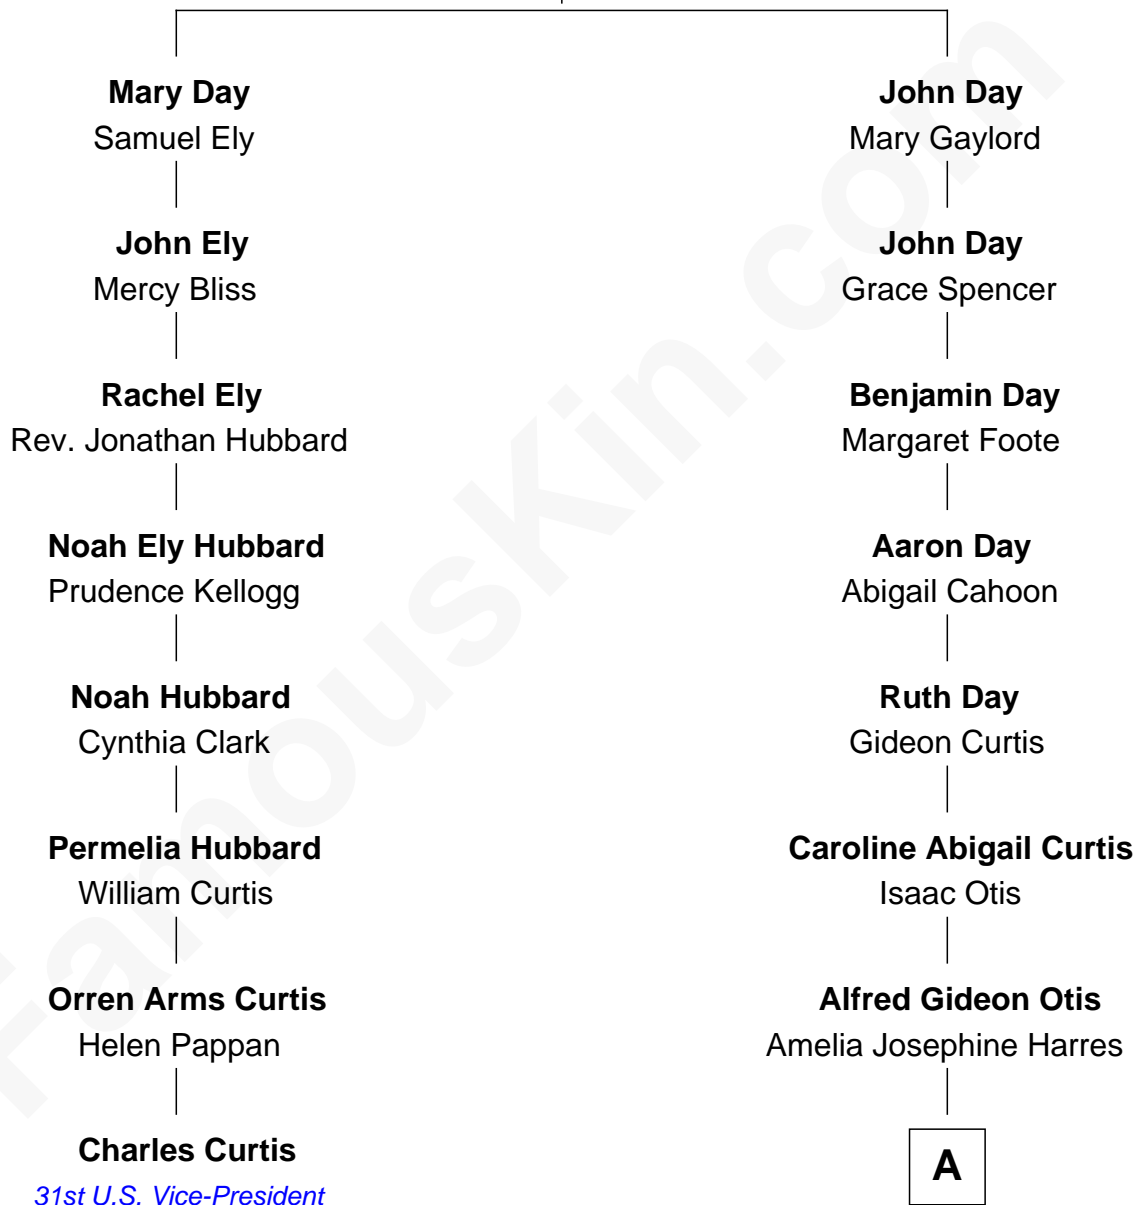 Mary Day
Samuel Ely
John Day
Mary Gaylord
John Ely
Mercy Bliss
John Day
Grace Spencer
Rachel Ely
Rev. Jonathan Hubbard
Benjamin Day
Margaret Foote
Noah Ely Hubbard
Prudence Kellogg
Aaron Day
Abigail Cahoon
Noah Hubbard
Cynthia Clark
Ruth Day
Gideon Curtis
Permelia Hubbard
William Curtis
Caroline Abigail Curtis
Isaac Otis
Orren Arms Curtis
Helen Pappan
Alfred Gideon Otis
Amelia Josephine Harres
Charles Curtis
31st U.S. Vice-President
A
FamousKin.com